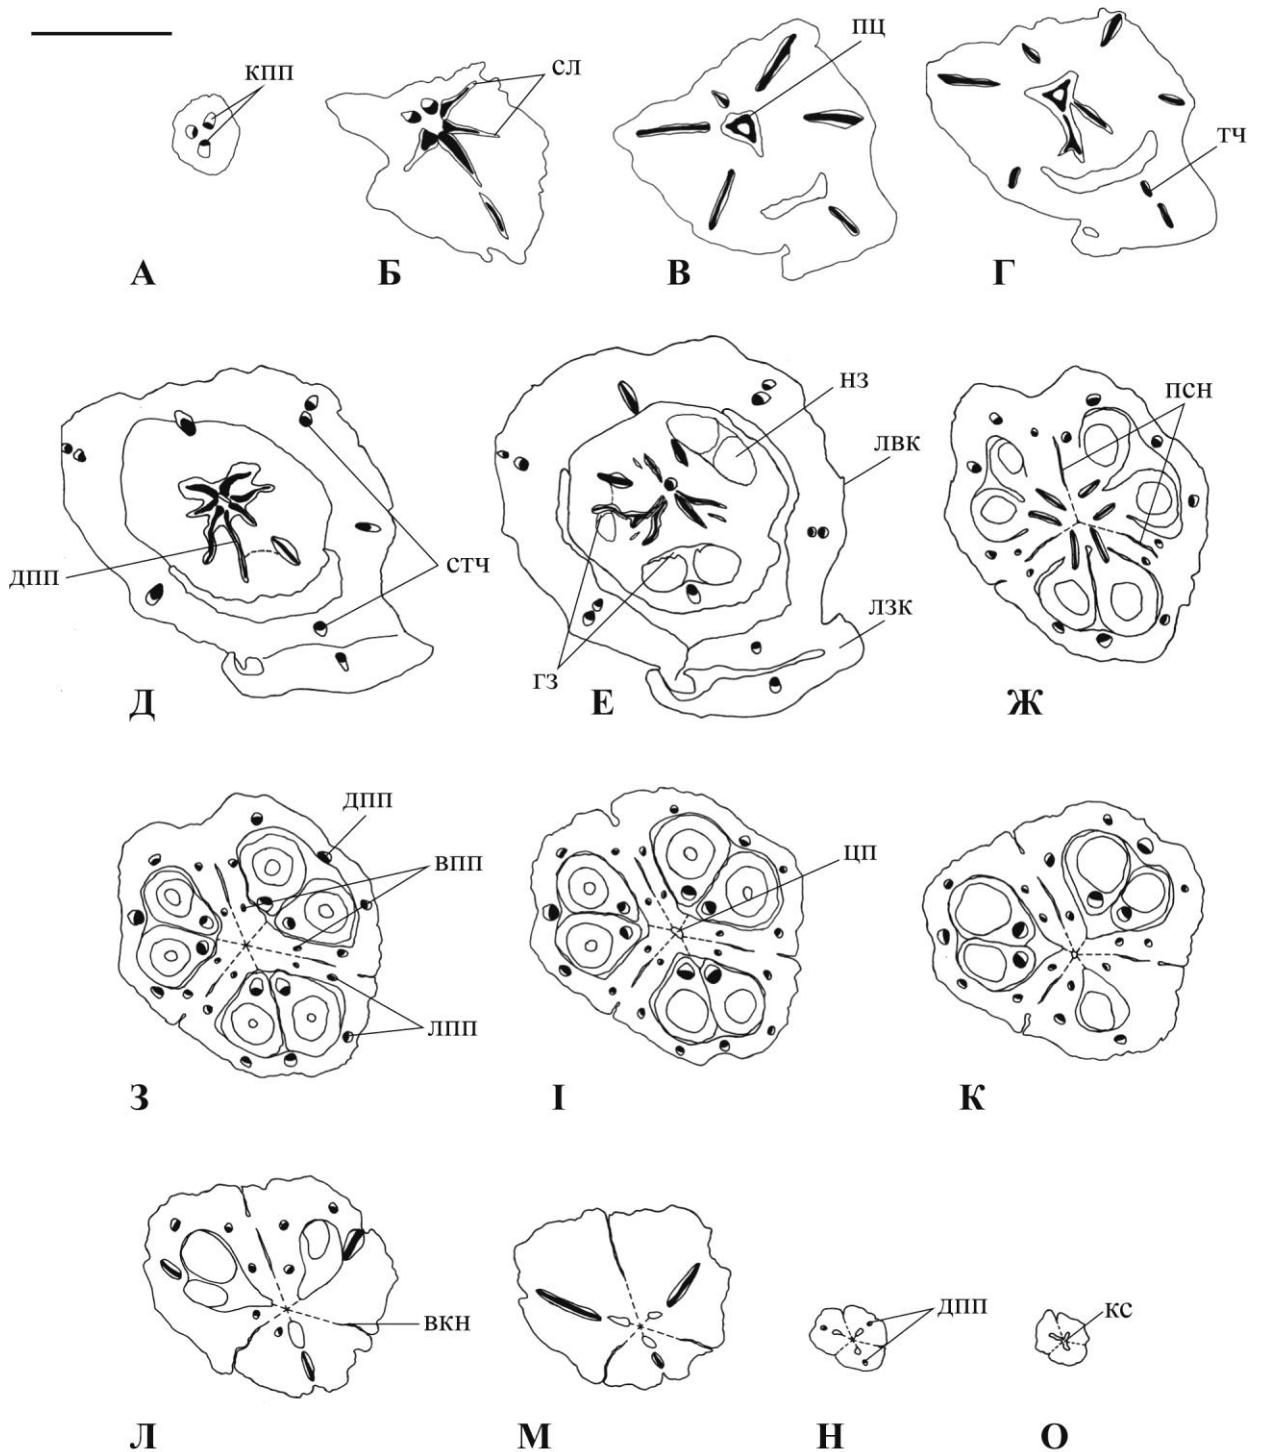 кпп
сл
пц
тч
А
Б
В
Г
нз
псн
лвк
дпп
стч
лзк
гз
Д
Е
Ж
дпп
впп
цп
лпп
З
І
К
вкн
дпп
кс
Л
М
Н
О